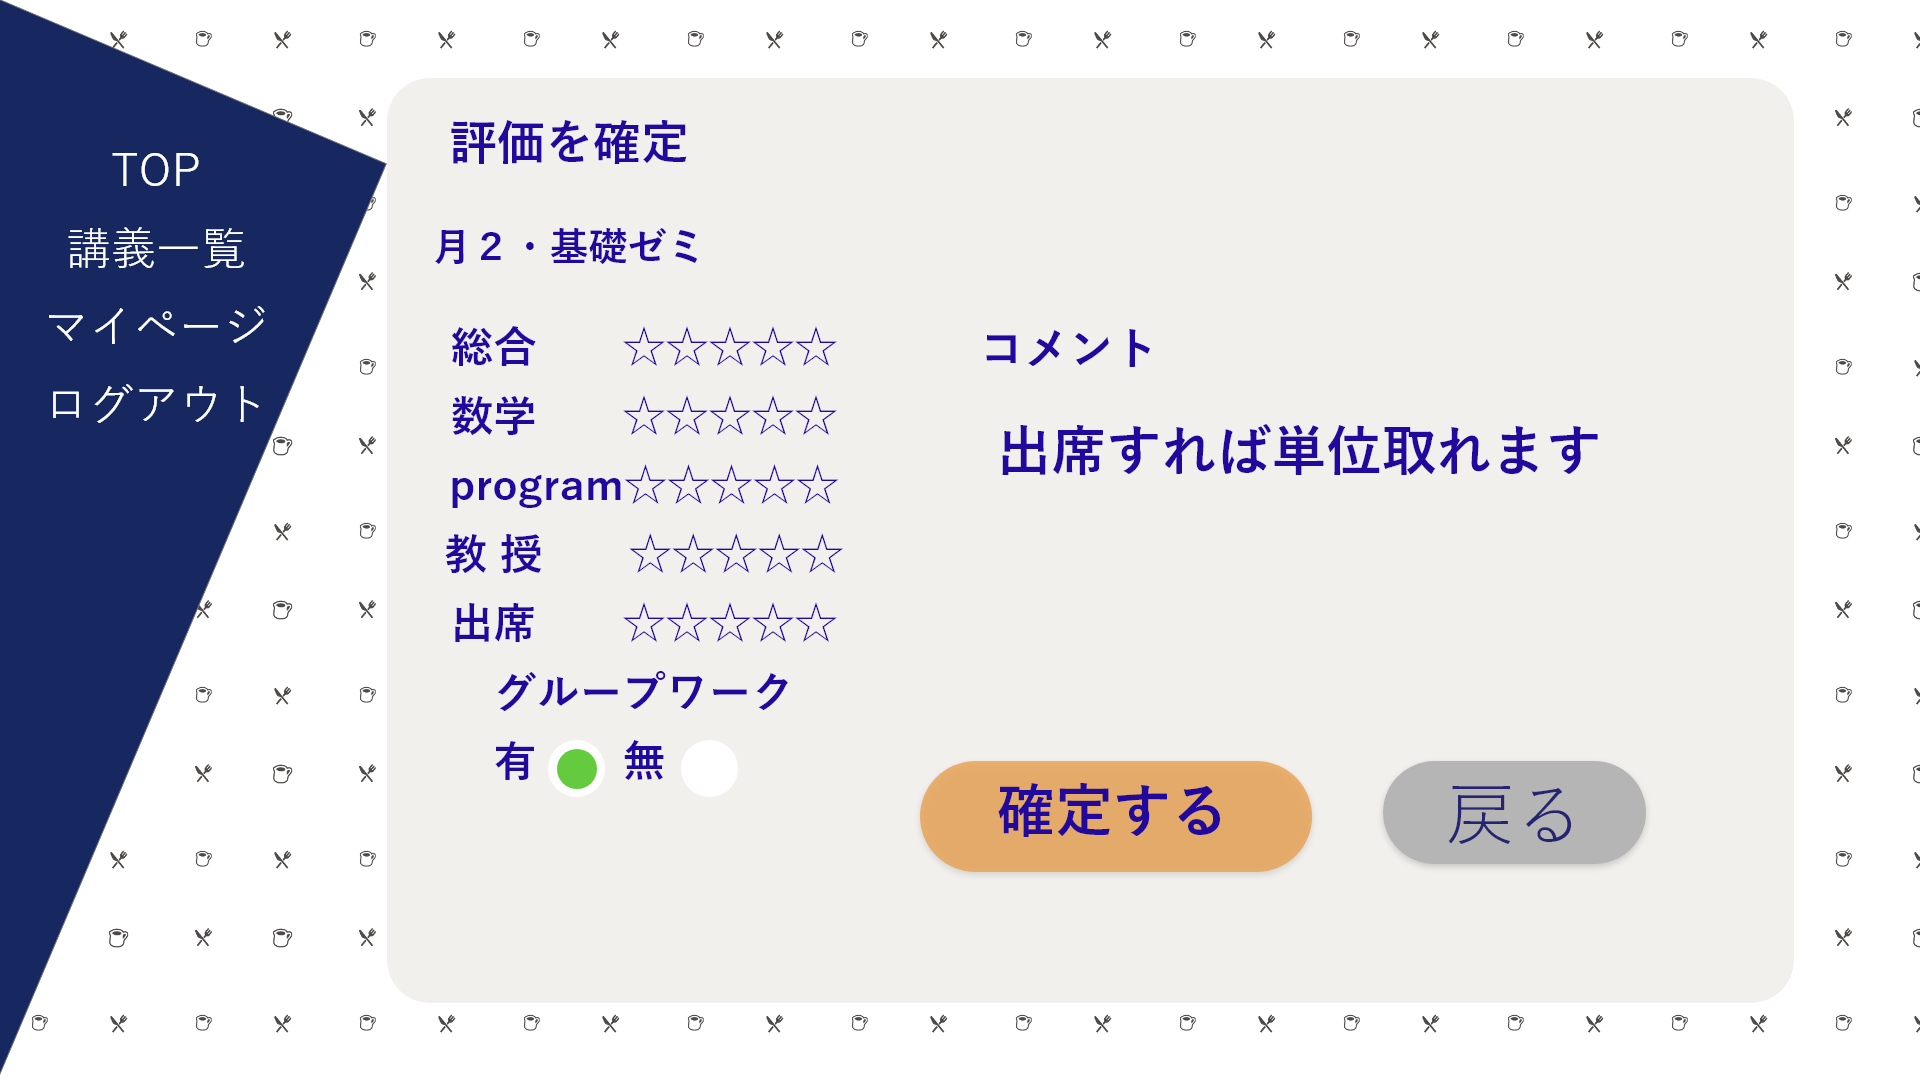 TOP
講義一覧
マイページ
ログアウト
評価を確定
月２・基礎ゼミ
総合 ☆☆☆☆☆
数学 ☆☆☆☆☆
program☆☆☆☆☆
教 授 ☆☆☆☆☆
出席 ☆☆☆☆☆
グループワーク
有 無
コメント
出席すれば単位取れます
確定する
戻る